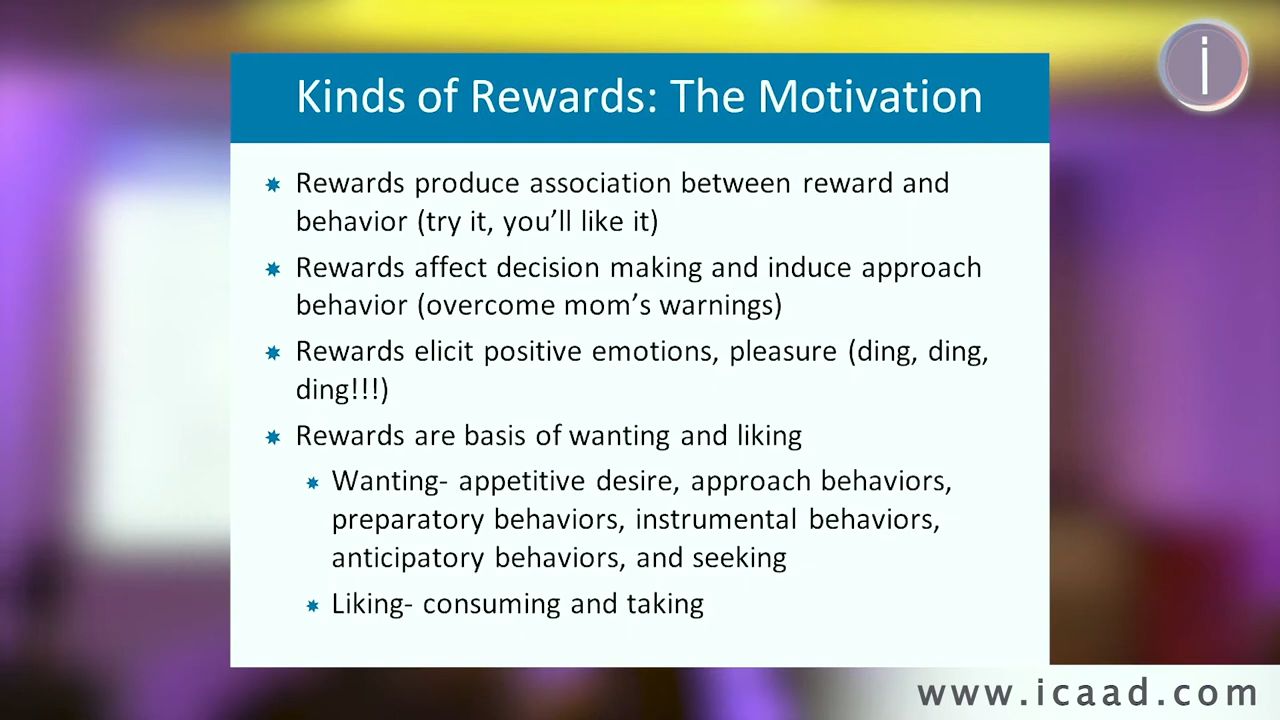 i
Kinds of Rewards: The Motivation
Rewards produce association between reward and
behavior (try it, you’ll like it)
Rewards affect decision making and induce approach
behavior (overcome mom’s warnings)
Rewards elicit positive emotions, pleasure (ding, ding,
ding!!!)
Rewards are basis of wanting and liking
Wanting- appetitive desire, approach behaviors,
preparatory behaviors, instrumental behaviors,
anticipatory behaviors, and seeking
Liking- consuming and taking
www.icaad.com